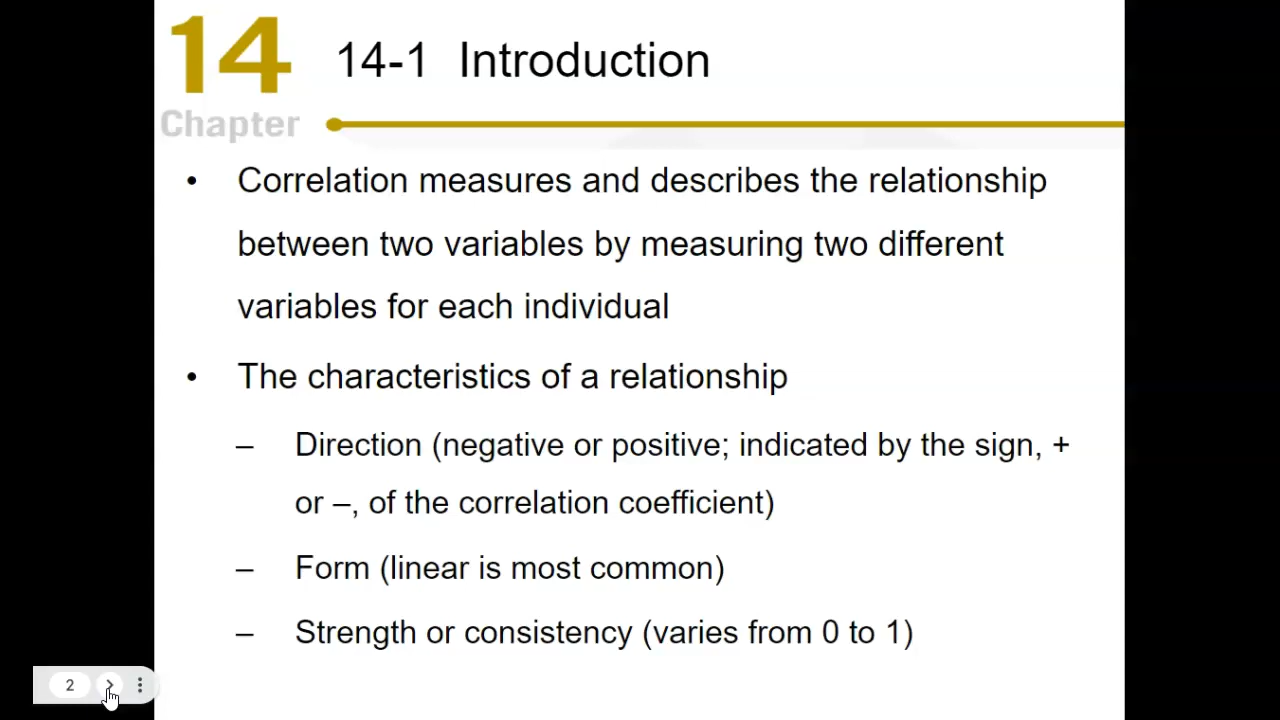 14
Chapter
14-1 Introduction
• Correlation measures and describes the relationship
between two variables by measuring two different
variables for each individual
• The characteristics of a relationship
– Direction (negative or positive; indicated by the sign, +
or –, of the correlation coefficient)
– Form (linear is most common)
– Strength or consistency (varies from 0 to 1)
2